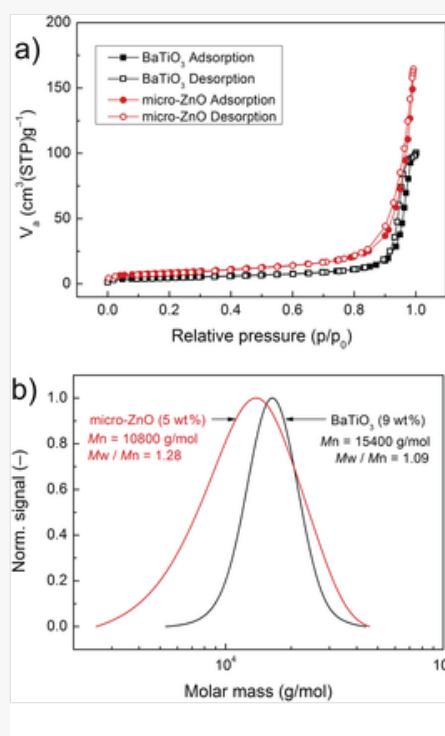 a)
200
150
100
50
0
V_a (cm³(STP)g⁻¹)
BaTiO₃ Adsorption
BaTiO₃ Desorption
micro-ZnO Adsorption
micro-ZnO Desorption
0.0 0.2 0.4 0.6 0.8 1.0
Relative pressure (p/p₀)
b)
1.0
0.8
0.6
0.4
0.2
0.0
Norm. signal (–)
micro-ZnO (5 wt%)
Mn = 10800 g/mol
Mw / Mn = 1.28
BaTiO₃ (9 wt%)
Mn = 15400 g/mol
Mw / Mn = 1.09
10⁴ 10
Molar mass (g/mol)